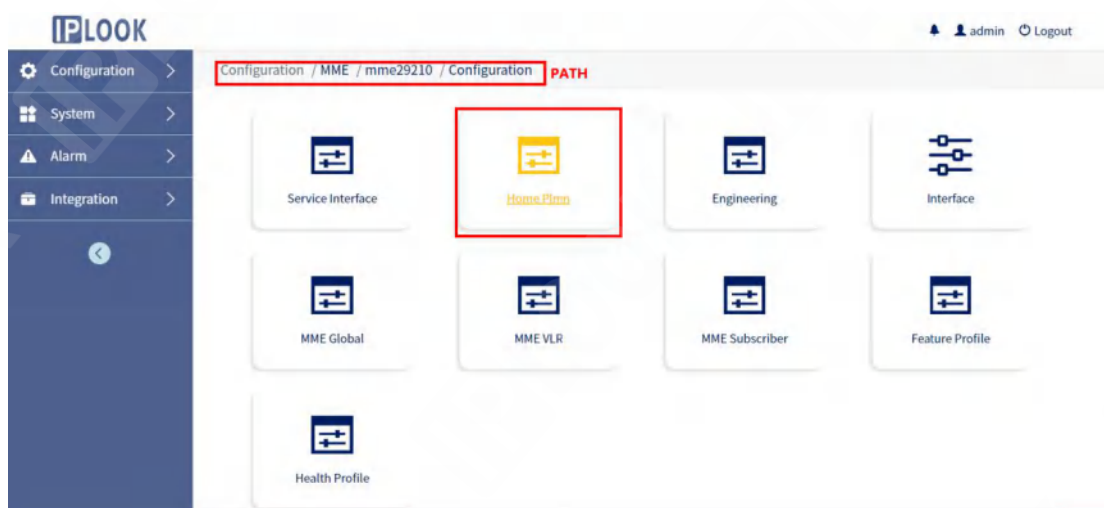 IPLOOK
admin Logout
Configuration
System
Alarm
Integration
Configuration / MME / mme29210 / Configuration PATH
Service Interface
Home Plmn
Engineering
Interface
MME Global
MME VLR
MME Subscriber
Feature Profile
Health Profile